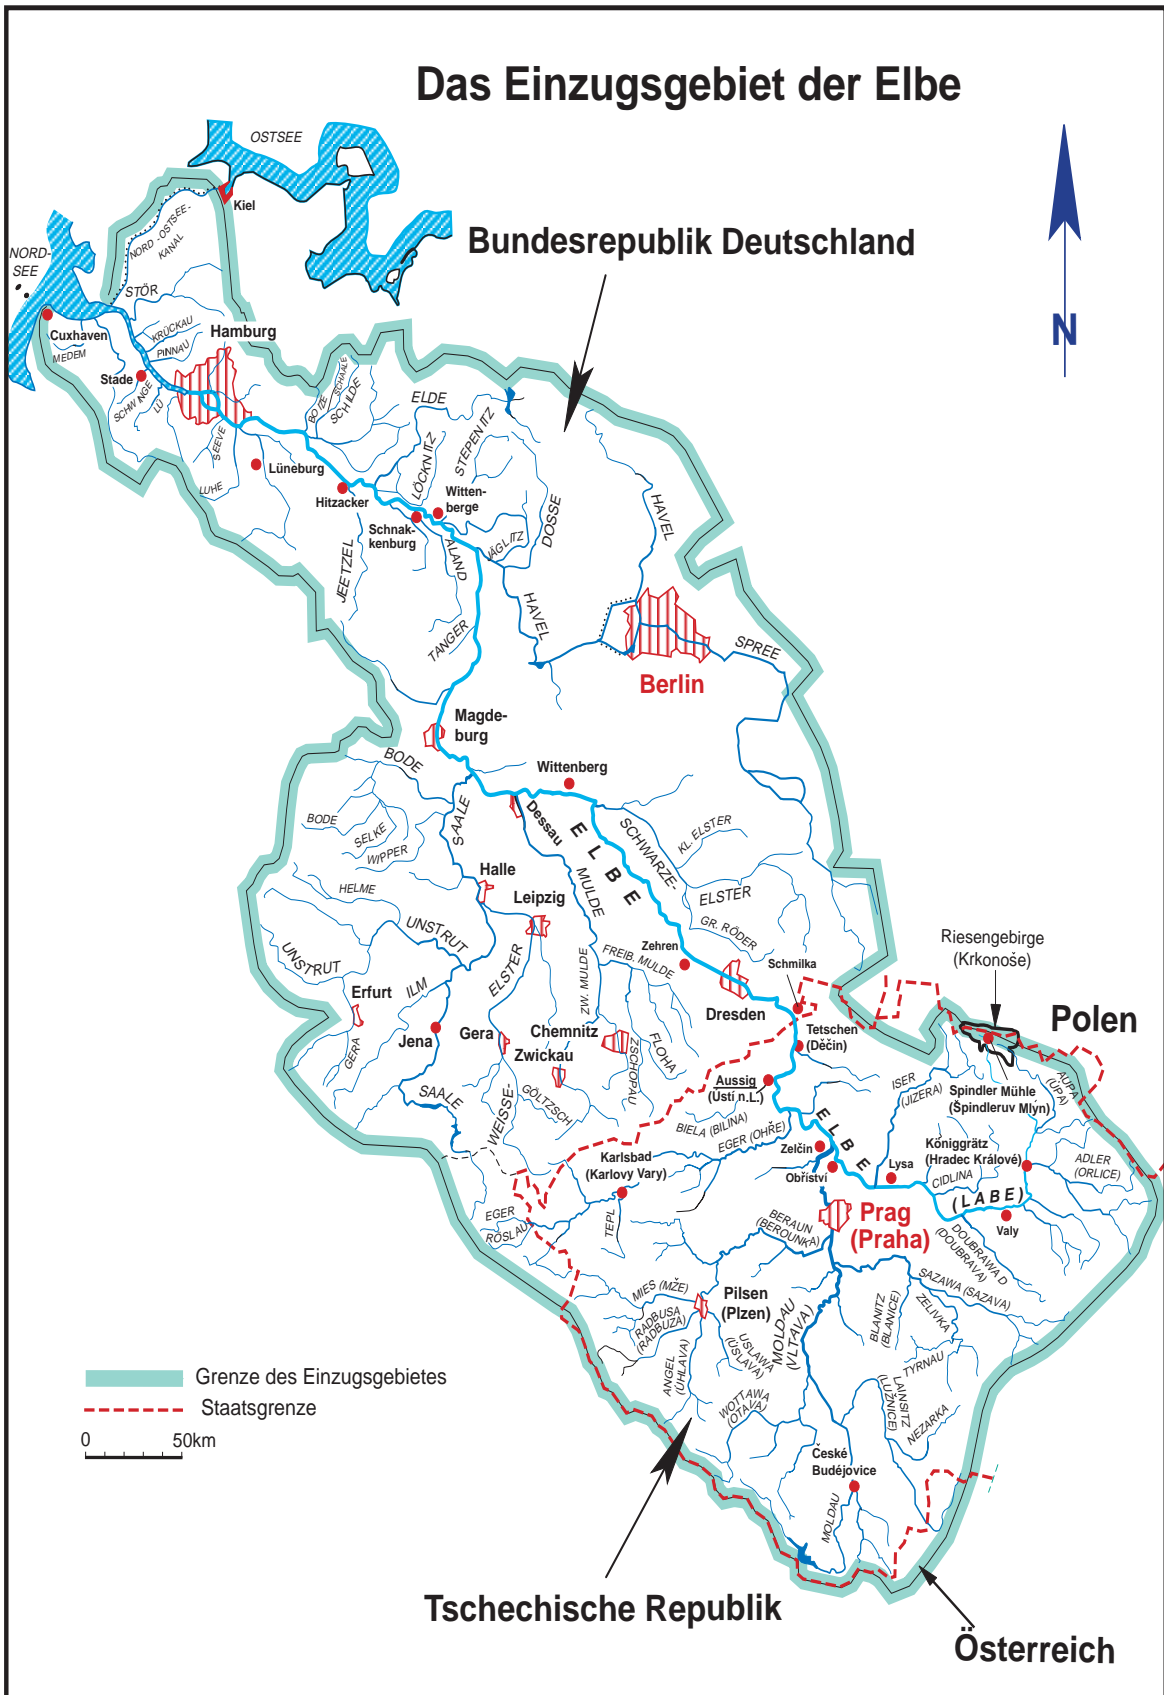 Das Einzugsgebiet der Elbe
OSTSEE
Kiel
NORD-OSTSEE-
KANAL
NORD-
SEE
Bundesrepublik Deutschland
N
STÖR
KRÜCKAU
PINNAU
Hamburg
Cuxhaven
MEDEM
Stade
SCHWINGE
LÜ
SEEVE
LUHE
Lüneburg
BOIZE
SCHAALE
SCHILDE
ELDE
STEPENITZ
LÖCKNITZ
Hitzacker
Witten-
berge
Schnak-
kenburg
DOSSE
JÄGLITZ
HAVEL
JEETZEL
ALAND
HAVEL
TANGER
SPREE
Berlin
Magde-
burg
BODE
Wittenberg
Dessau
SAALE
BODE
SELKE
WIPPER
ELBE
SCHWARZE-
KL. ELSTER
ELSTER
MULDE
Halle
HELME
Leipzig
UNSTRUT
GR. RÖDER
Zehren
FREIB. MULDE
Schmilka
Riesengebirge
(Krkonoše)
UNSTRUT
ELSTER
ZW. MULDE
ILM
Erfurt
Dresden
Polen
GERA
Jena
Gera
Chemnitz
Zwickau
FLÖHA
ZSCHOPAU
Tetschen
(Děčin)
SAALE
WEISSE-
GÖLTZSCH
Aussig
(Ústí n.L.)
ISER
(JIZERA)
Spindler Mühle
(Špindleruv Mlyn)
AUPA
(ÚPA)
BIELA (BILINA)
EGER (OHŘE)
ELBE
Zelčin
Karlsbad
(Karlovy Vary)
Obřiství
Lysa
Königgrätz
(Hradec Králové)
CIDLINA
ADLER
(ORLICE)
(LABE)
Valy
EGER
RÖSLAU
TEPL
BERAUN
(BEROUNKA)
Prag
(Praha)
DOUBRAWA D
(DOUBRAVA)
SAZAWA (SAZAVA)
MIES (MŽE)
Pilsen
(Plzen)
RADBUSA
(RADBUZA)
USLAWA
(ÚSLAVA)
MOLDAU
(VLTAVA)
BLANITZ
(BLANICE)
ZELIVKA
ANGEL
(ÚHLAVA)
TYRNAU
LAINSITZ
(LUŽNICE)
WOTTAWA
(OTAVA)
NEZARKA
Grenze des Einzugsgebietes
Staatsgrenze
0 50km
České
Budéjovice
MOLDAU
Tschechische Republik
Österreich